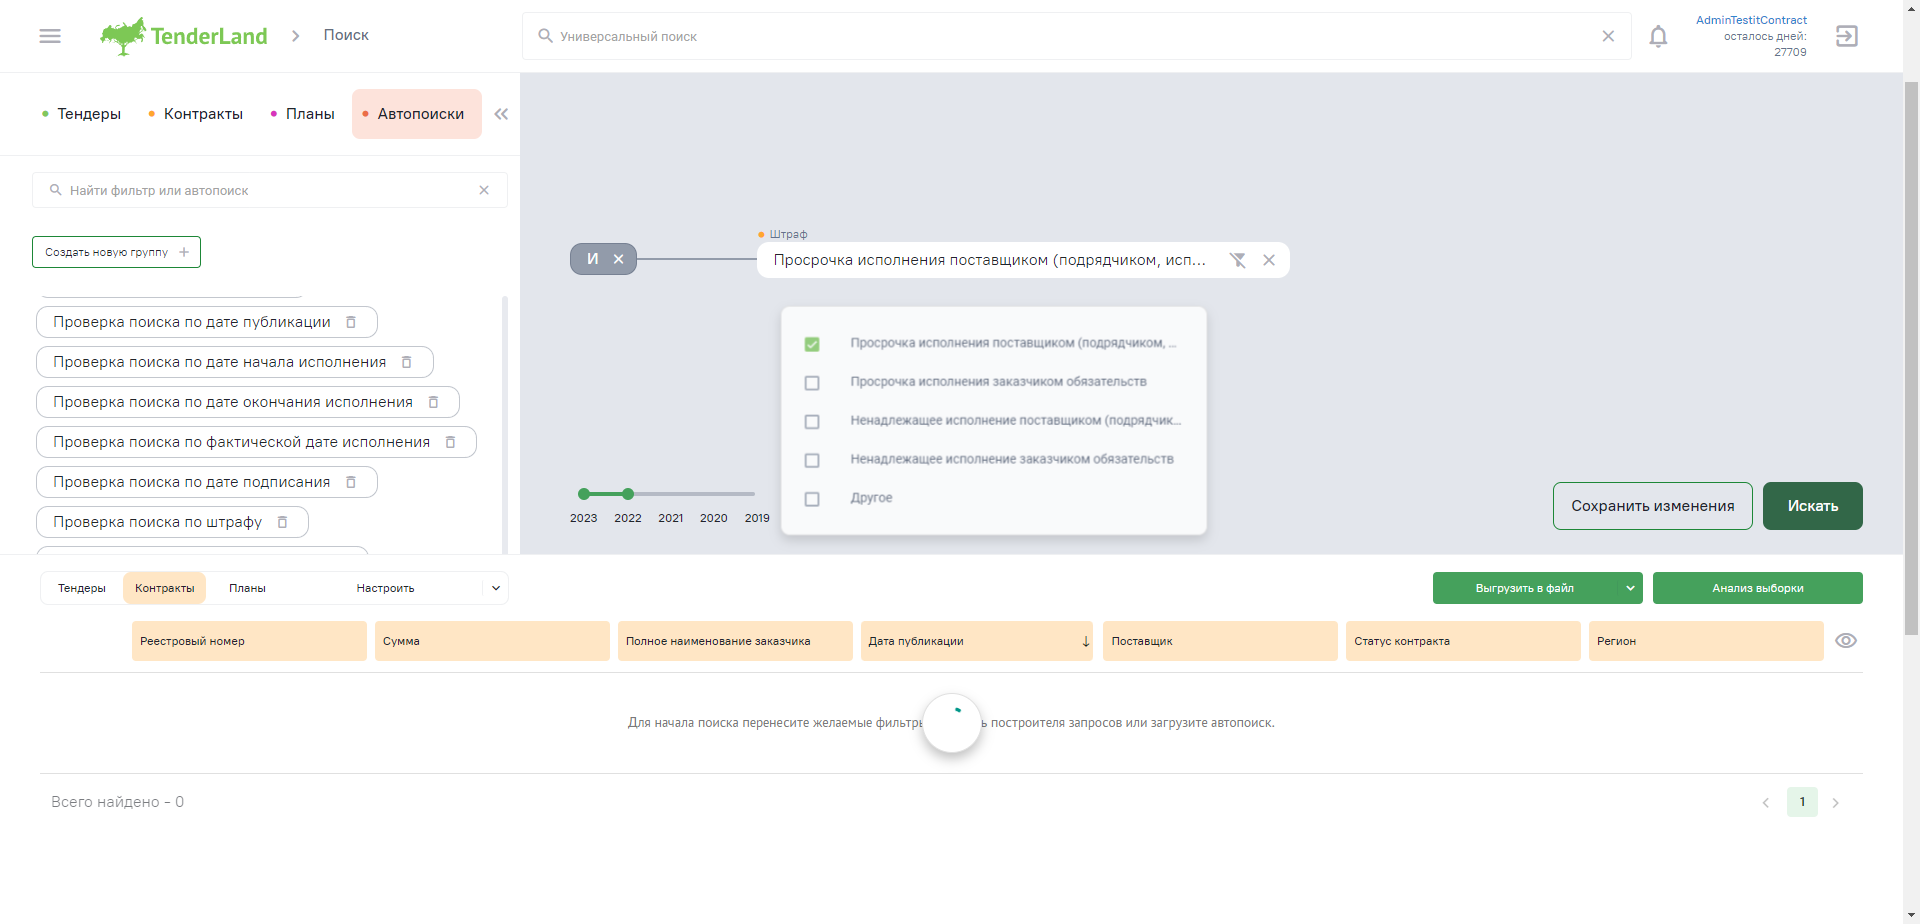 TenderLand
Поиск
Универсальный поиск
AdminTestitContract
осталось дней:
27709
Тендеры
Контракты
Планы
Автопоиски
Найти фильтр или автопоиск
Создать новую группу
Проверка поиска по дате публикации
Проверка поиска по дате начала исполнения
Проверка поиска по дате окончания исполнения
Проверка поиска по фактической дате исполнения
Проверка поиска по дате подписания
Проверка поиска по штрафу
Штраф
И
Просрочка исполнения поставщиком (подрядчиком, исп...
Просрочка исполнения поставщиком (подрядчиком, ...
Просрочка исполнения заказчиком обязательств
Ненадлежащее исполнение поставщиком (подрядчик...
Ненадлежащее исполнение заказчиком обязательств
Другое
2023 2022 2021 2020 2019
Сохранить изменения
Искать
Тендеры
Контракты
Планы
Настроить
Выгрузить в файл
Анализ выборки
Реестровый номер
Сумма
Полное наименование заказчика
Дата публикации
Поставщик
Статус контракта
Регион
Для начала поиска перенесите желаемые построителя запросов или загрузите автопоиск.
Всего найдено - 0
1